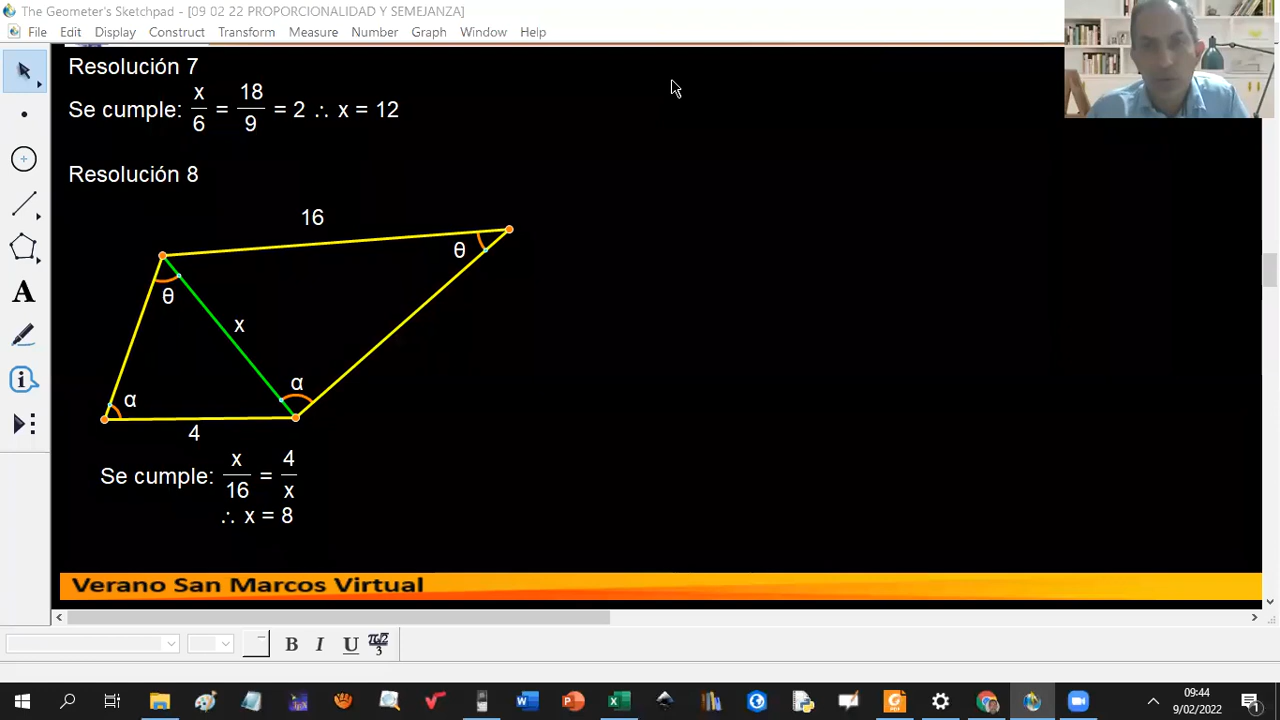 The Geometer's Sketchpad - [09 02 22 PROPORCIONALIDAD Y SEMEJANZA]
File Edit Display Construct Transform Measure Number Graph Window Help
Resolución 7
Se cumple: x/6 = 18/9 = 2 ∴ x = 12
Resolución 8
16
θ
θ
x
α
α
4
Se cumple: x/16 = 4/x
∴ x = 8
Verano San Marcos Virtual
A
B I U
09:44
9/02/2022